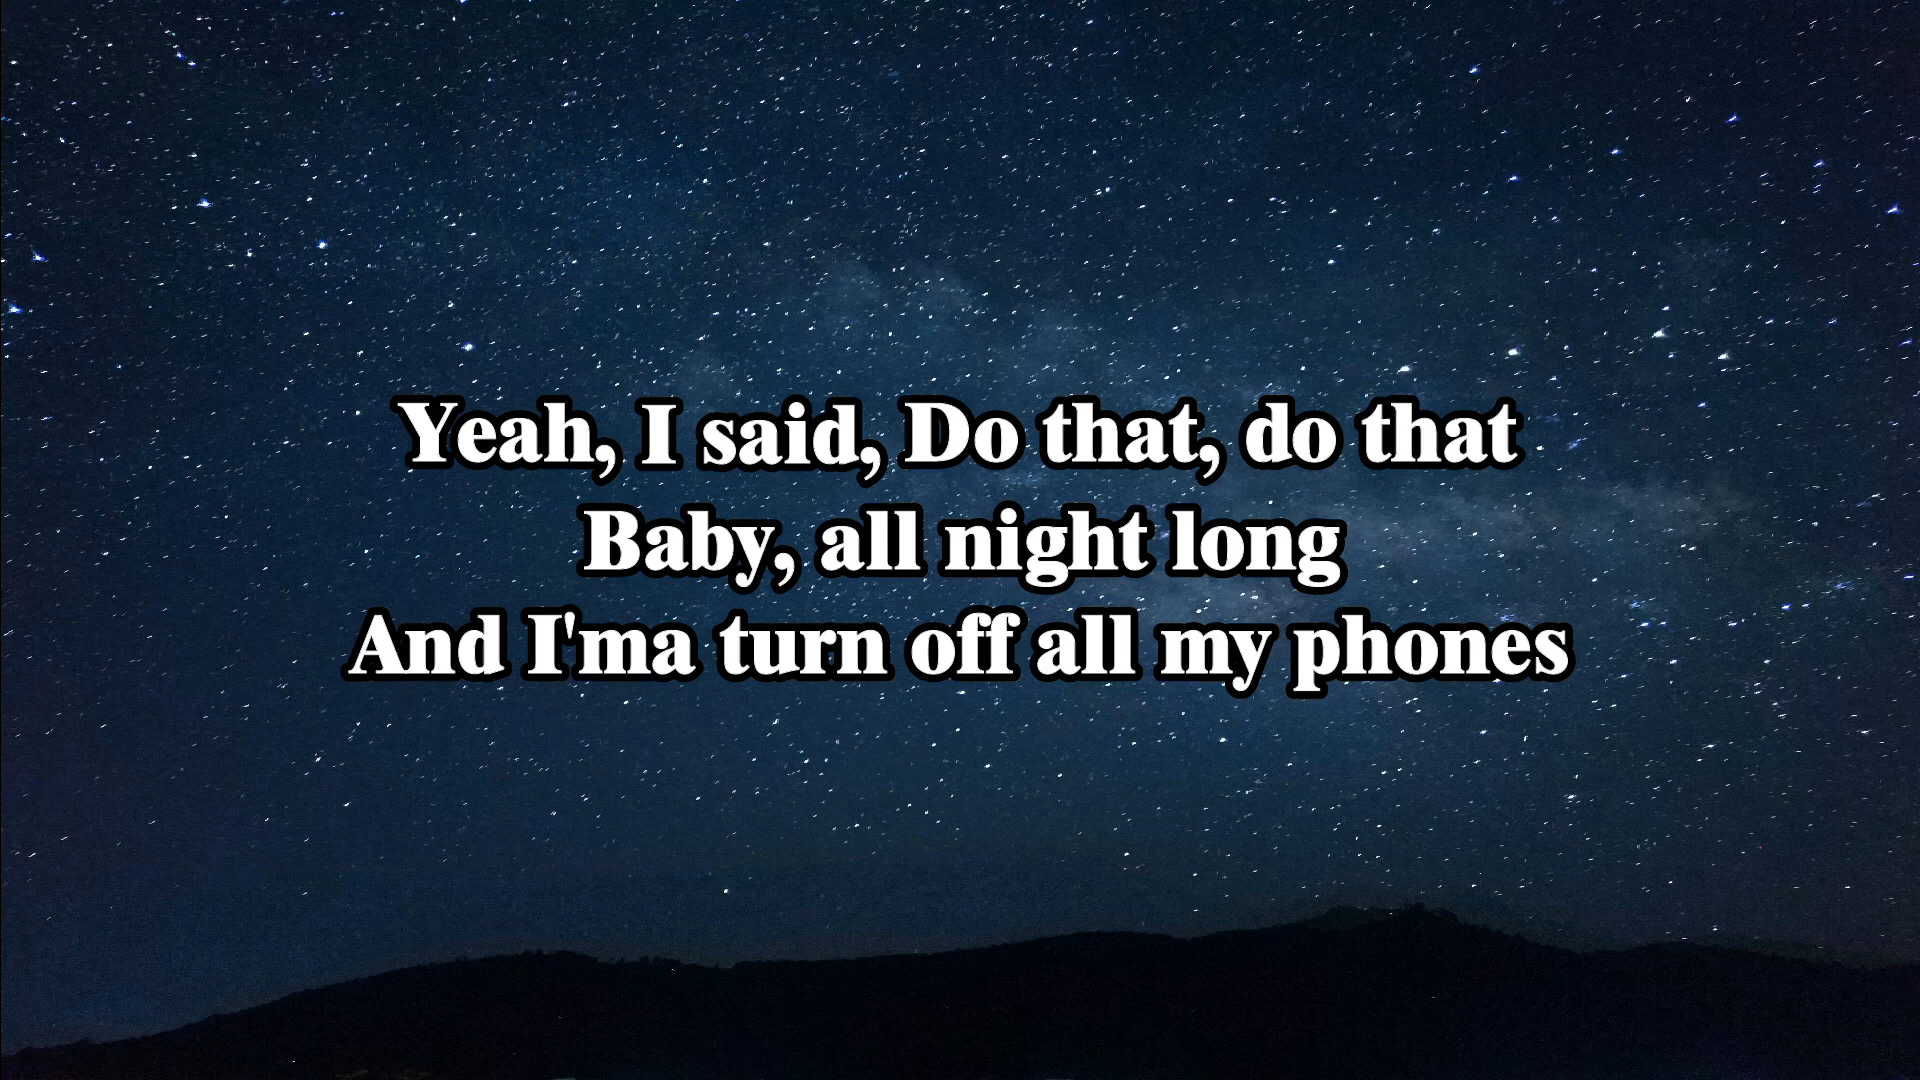 Yeah, I said, Do that, do that
Baby, all night long
And I'ma turn off all my phones